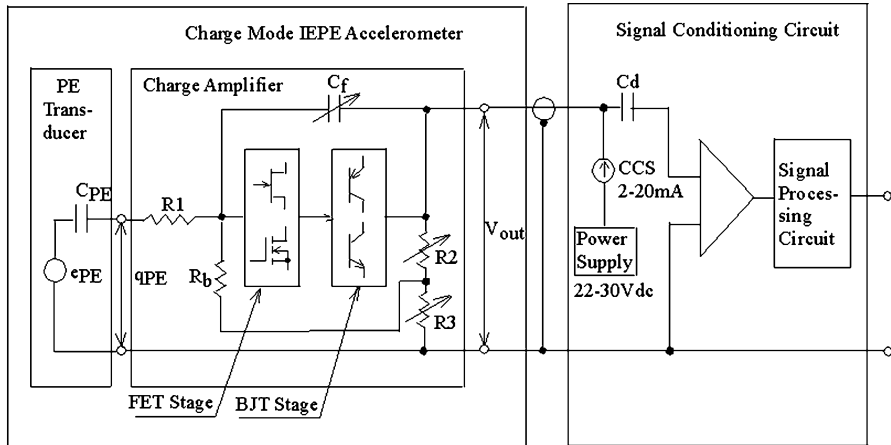 Charge Mode IEPE Accelerometer
Signal Conditioning Circuit
PE
Trans-
ducer
Charge Amplifier
Cf
Cd
CPE
R1
CCS
2-20mA
Signal
Proces-
sing
Circuit
Vout
Power
Supply
22-30Vdc
ePE
qPE
Rb
R2
R3
FET Stage
BJT Stage